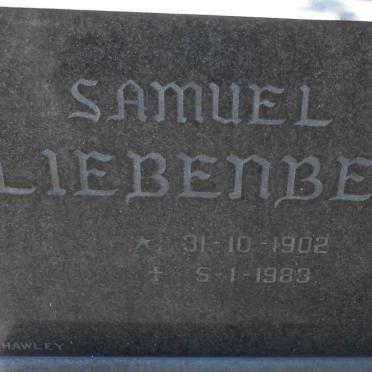 SAMUEL
LIEBENBE
★ 31-10-1902
✝ 5-1-1983
HAWLEY